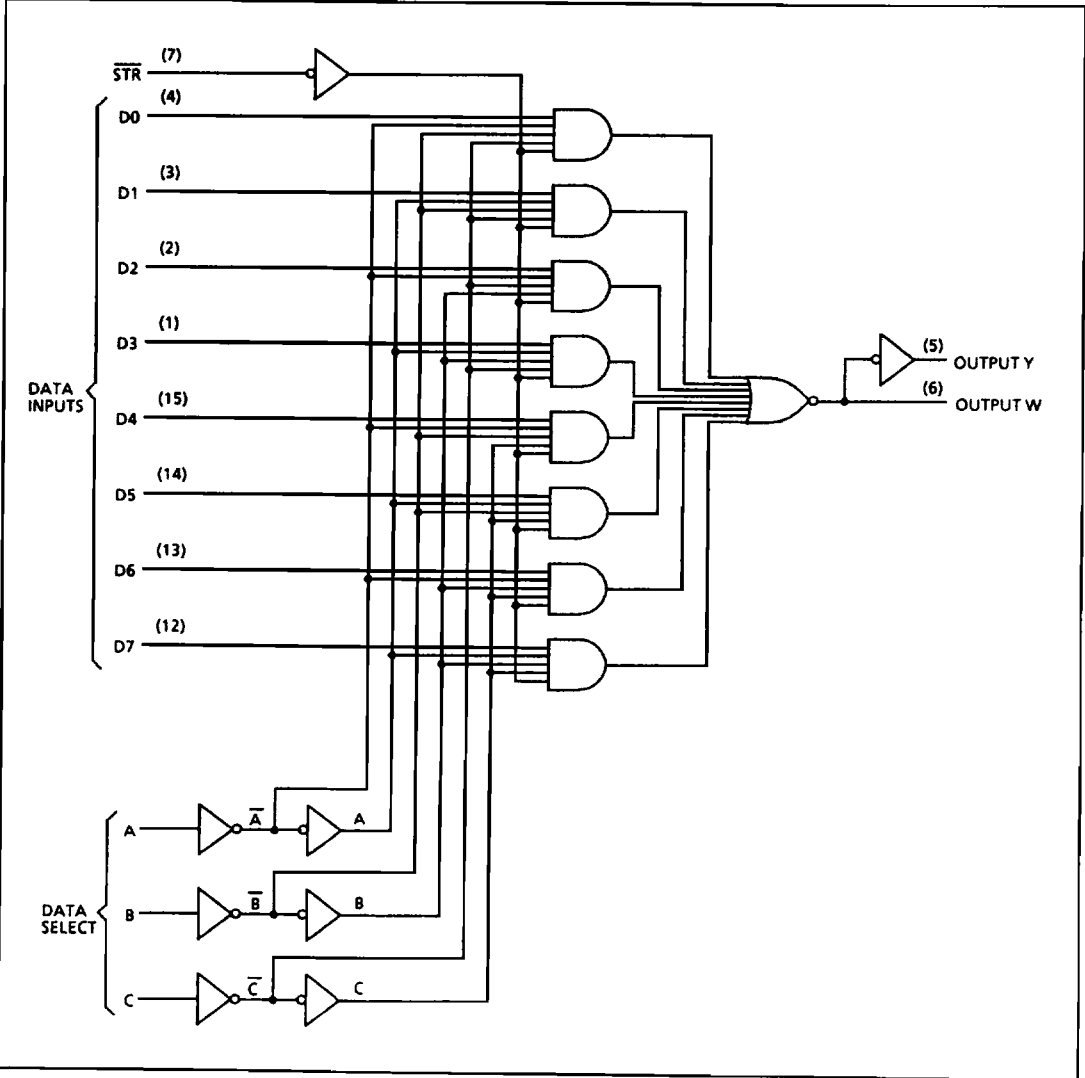 (7)
S̅T̅R̅
(4)
D0
(3)
D1
(2)
D2
(1)
D3
DATA
INPUTS
(15)
D4
(14)
D5
(13)
D6
(12)
D7
(5)
OUTPUT Y
(6)
OUTPUT W
A
A̅
A
DATA
SELECT
B
B̅
B
C
C̅
C